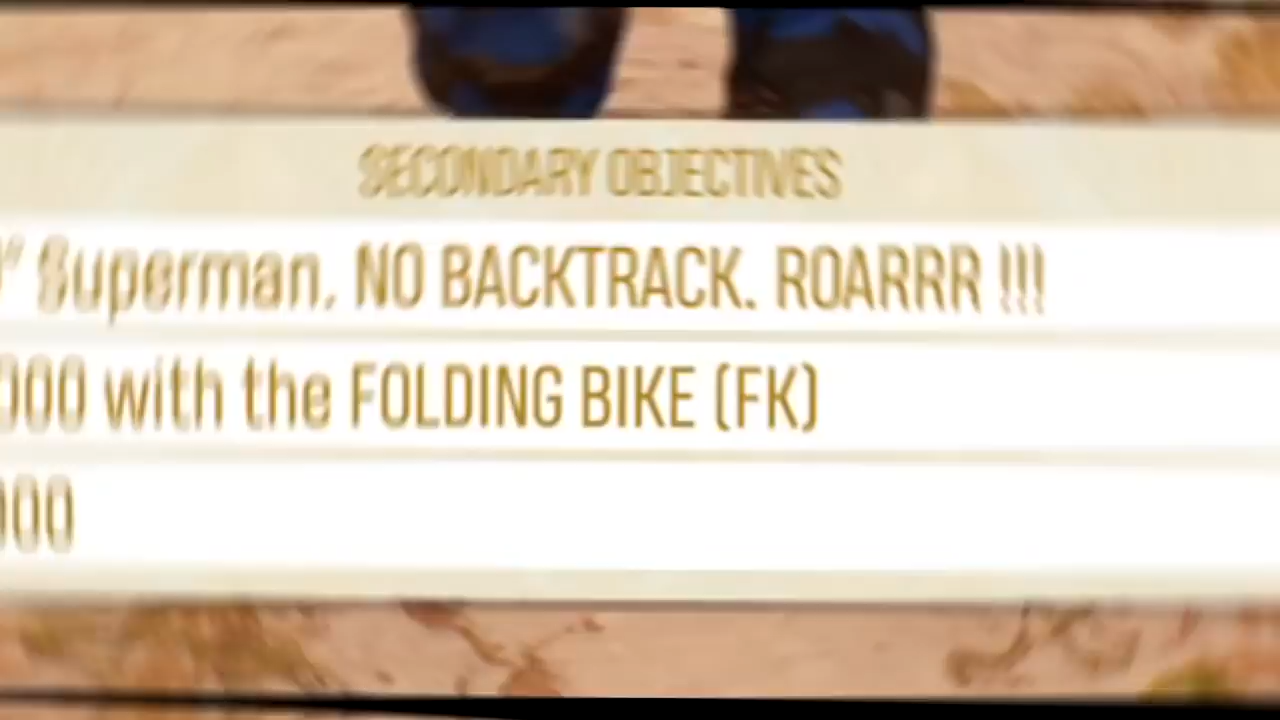 SECONDARY OBJECTIVES
" Superman. NO BACKTRACK. ROARRR !!!
000 with the FOLDING BIKE (FK)
000